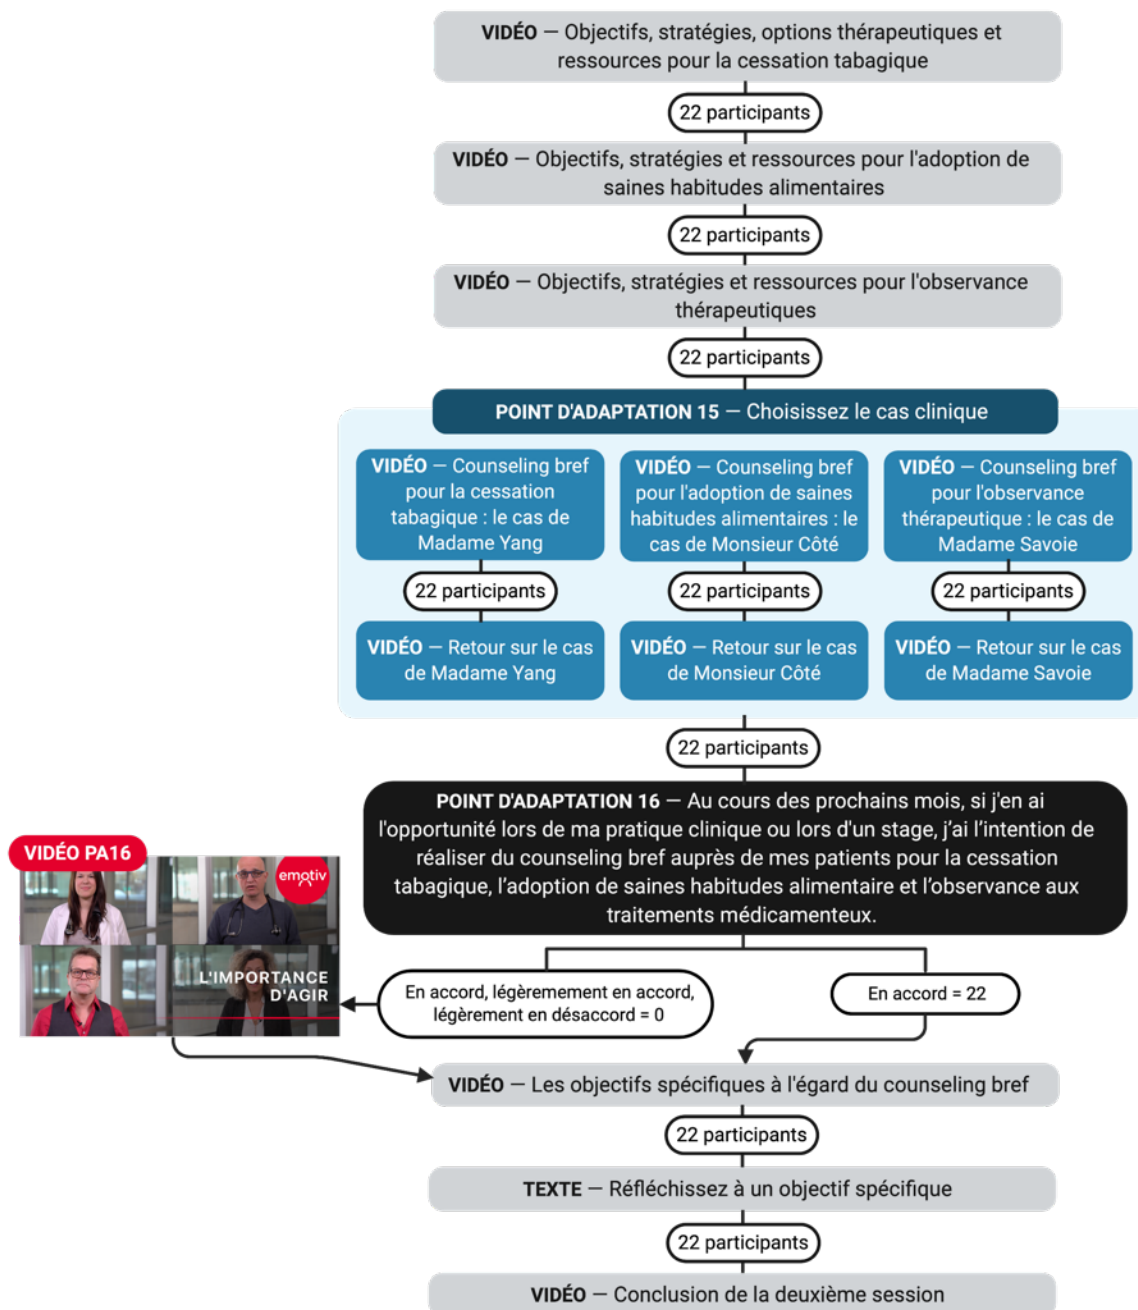 VIDÉO — Objectifs, stratégies, options thérapeutiques et
ressources pour la cessation tabagique
22 participants
VIDÉO — Objectifs, stratégies et ressources pour l'adoption de
saines habitudes alimentaires
22 participants
VIDÉO — Objectifs, stratégies et ressources pour l'observance
thérapeutiques
22 participants
POINT D'ADAPTATION 15 — Choisissez le cas clinique
VIDÉO — Counseling bref
pour la cessation
tabagique : le cas de
Madame Yang
VIDÉO — Counseling bref
pour l'adoption de saines
habitudes alimentaires : le
cas de Monsieur Côté
VIDÉO — Counseling bref
pour l'observance
thérapeutique : le cas de
Madame Savoie
22 participants
22 participants
22 participants
VIDÉO — Retour sur le cas
de Madame Yang
VIDÉO — Retour sur le cas
de Monsieur Côté
VIDÉO — Retour sur le cas
de Madame Savoie
22 participants
POINT D'ADAPTATION 16 — Au cours des prochains mois, si j'en ai
l'opportunité lors de ma pratique clinique ou lors d'un stage, j'ai l'intention de
réaliser du counseling bref auprès de mes patients pour la cessation
tabagique, l'adoption de saines habitudes alimentaire et l'observance aux
traitements médicamenteux.
VIDÉO PA16
emotiv
L'IMPORTANCE
D'AGIR
En accord, légèremement en accord,
légèrement en désaccord = 0
En accord = 22
VIDÉO — Les objectifs spécifiques à l'égard du counseling bref
22 participants
TEXTE — Réfléchissez à un objectif spécifique
22 participants
VIDÉO — Conclusion de la deuxième session